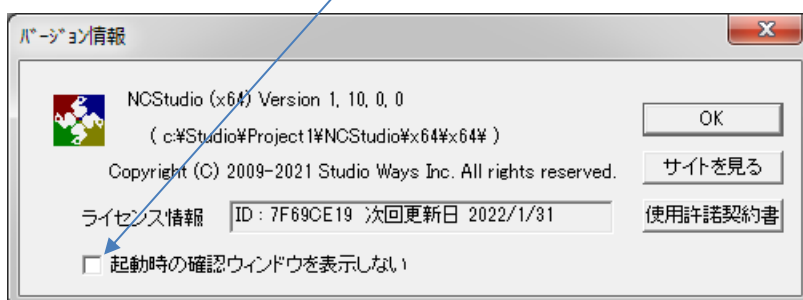 ﾊﾞｰｼﾞｮﾝ情報
NCStudio (x64) Version 1, 10, 0, 0
( c:¥Studio¥Project1¥NCStudio¥x64¥x64¥ )
Copyright (C) 2009-2021 Studio Ways Inc. All rights reserved.
ライセンス情報 ID : 7F69CE19 次回更新日 2022/1/31
起動時の確認ウィンドウを表示しない
OK
サイトを見る
使用許諾契約書